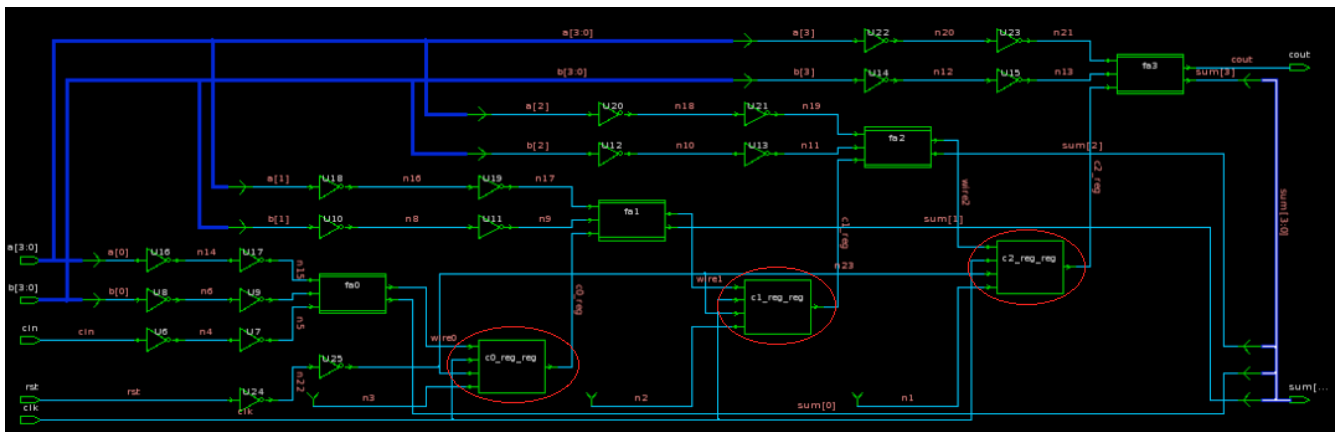 a[3:0] a[3] U22 n20 U23 n21
cout
fa3 cout
b[3:0] b[3] U14 n12 U15 n13 sum[3]
a[2] U20 n18 U21 n19
b[2] U12 n10 U13 n11 fa2 sum[2]
c2_reg
a[1] U18 n16 U19 n17 wire2
b[1] U10 n8 U11 n9 fa1 c1_reg sum[1] sum[3:0]
a[3:0] a[0] U16 n14 U17 n15 n23 c2_reg_reg
b[3:0] b[0] U8 n6 U9 fa0 wire1 c1_reg_reg
cin cin U6 n4 U7 n5 c0_reg
wire0
U25 c0_reg_reg
rst rst U24 n22 n3 n2 n1 sum[...
clk clk sum[0]